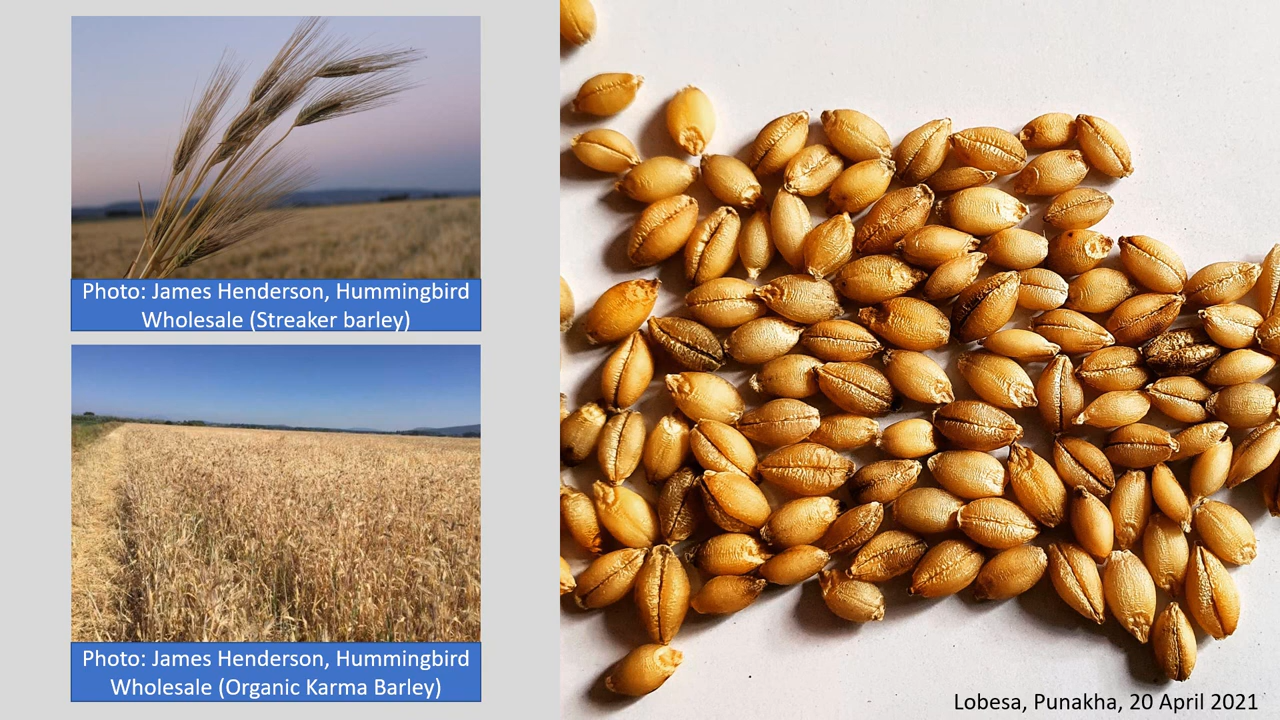 Photo: James Henderson, Hummingbird
Wholesale (Streaker barley)
Photo: James Henderson, Hummingbird
Wholesale (Organic Karma Barley)
Lobesa, Punakha, 20 April 2021